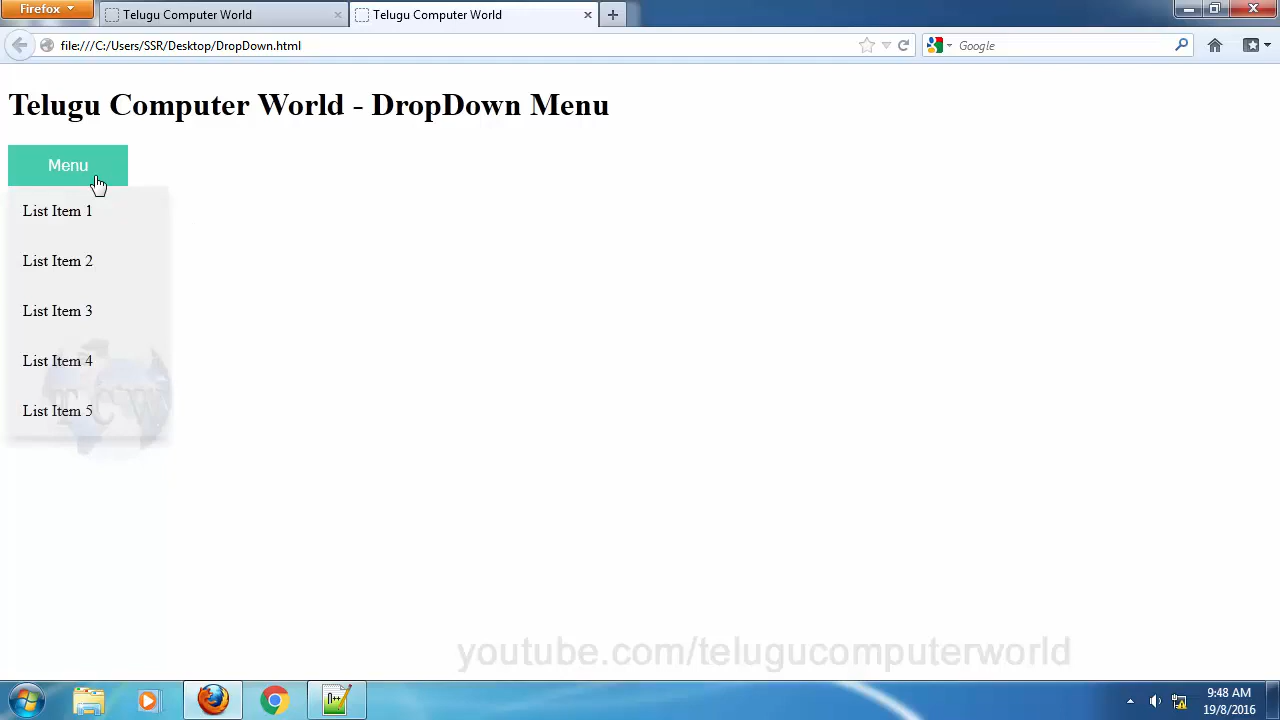 Firefox
Telugu Computer World
Telugu Computer World
file:///C:/Users/SSR/Desktop/DropDown.html
Google
Telugu Computer World - DropDown Menu
Menu
List Item 1
List Item 2
List Item 3
List Item 4
List Item 5
TCW
youtube.com/telugucomputerworld
9:48 AM
19/8/2016